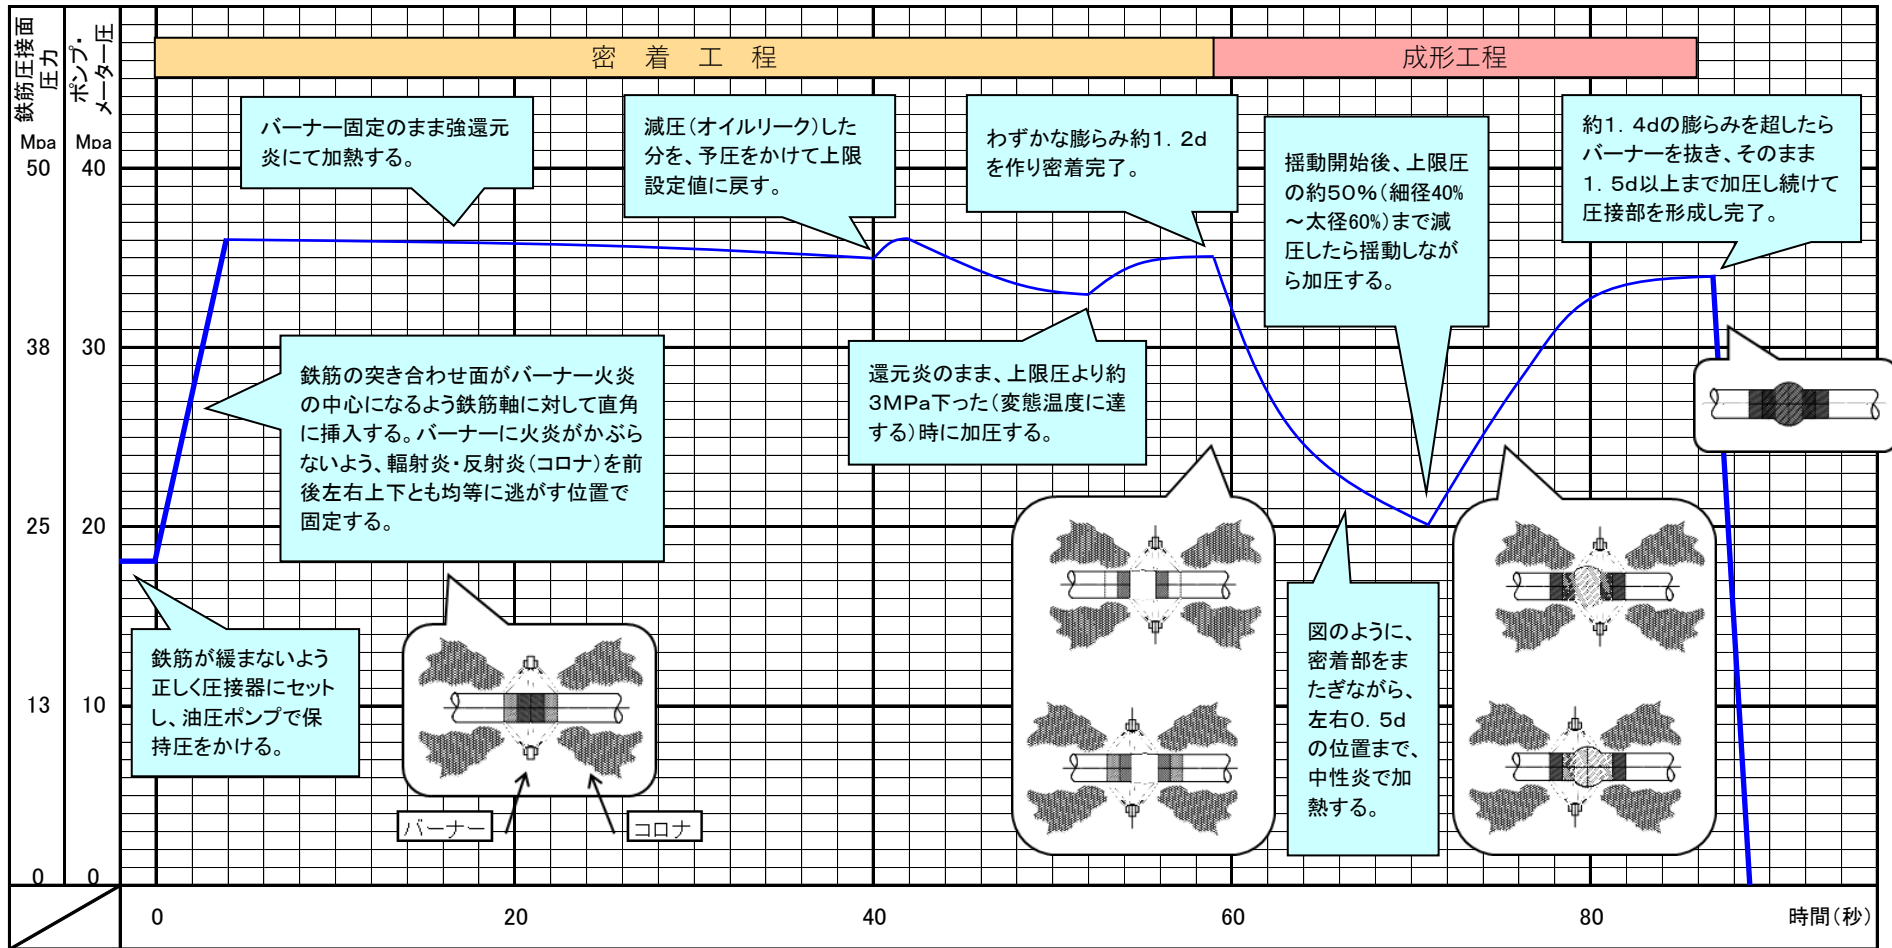 鉄筋圧接面
圧力
ポンプ・
メーター圧
Mpa
Mpa
50
40
38
30
25
20
13
10
0
0
密着工程
成形工程
バーナー固定のまま強還元
炎にて加熱する。
減圧(オイルリーク)した
分を、予圧をかけて上限
設定値に戻す。
わずかな膨らみ約1.2d
を作り密着完了。
揺動開始後、上限圧
の約50%(細径40%
～太径60%)まで減
圧したら揺動しなが
ら加圧する。
約1.4dの膨らみを超したら
バーナーを抜き、そのまま
1.5d以上まで加圧し続けて
圧接部を形成し完了。
鉄筋の突き合わせ面がバーナー火炎
の中心になるよう鉄筋軸に対して直角
に挿入する。バーナーに火炎がかぶら
ないよう、輻射炎・反射炎(コロナ)を前
後左右上下とも均等に逃がす位置で
固定する。
還元炎のまま、上限圧より約
3MPa下った(変態温度に達
する)時に加圧する。
鉄筋が緩まないよう
正しく圧接器にセット
し、油圧ポンプで保
持圧をかける。
図のように、
密着部をま
たぎながら、
左右0.5d
の位置まで、
中性炎で加
熱する。
バーナー
コロナ
0
20
40
60
80
時間(秒)